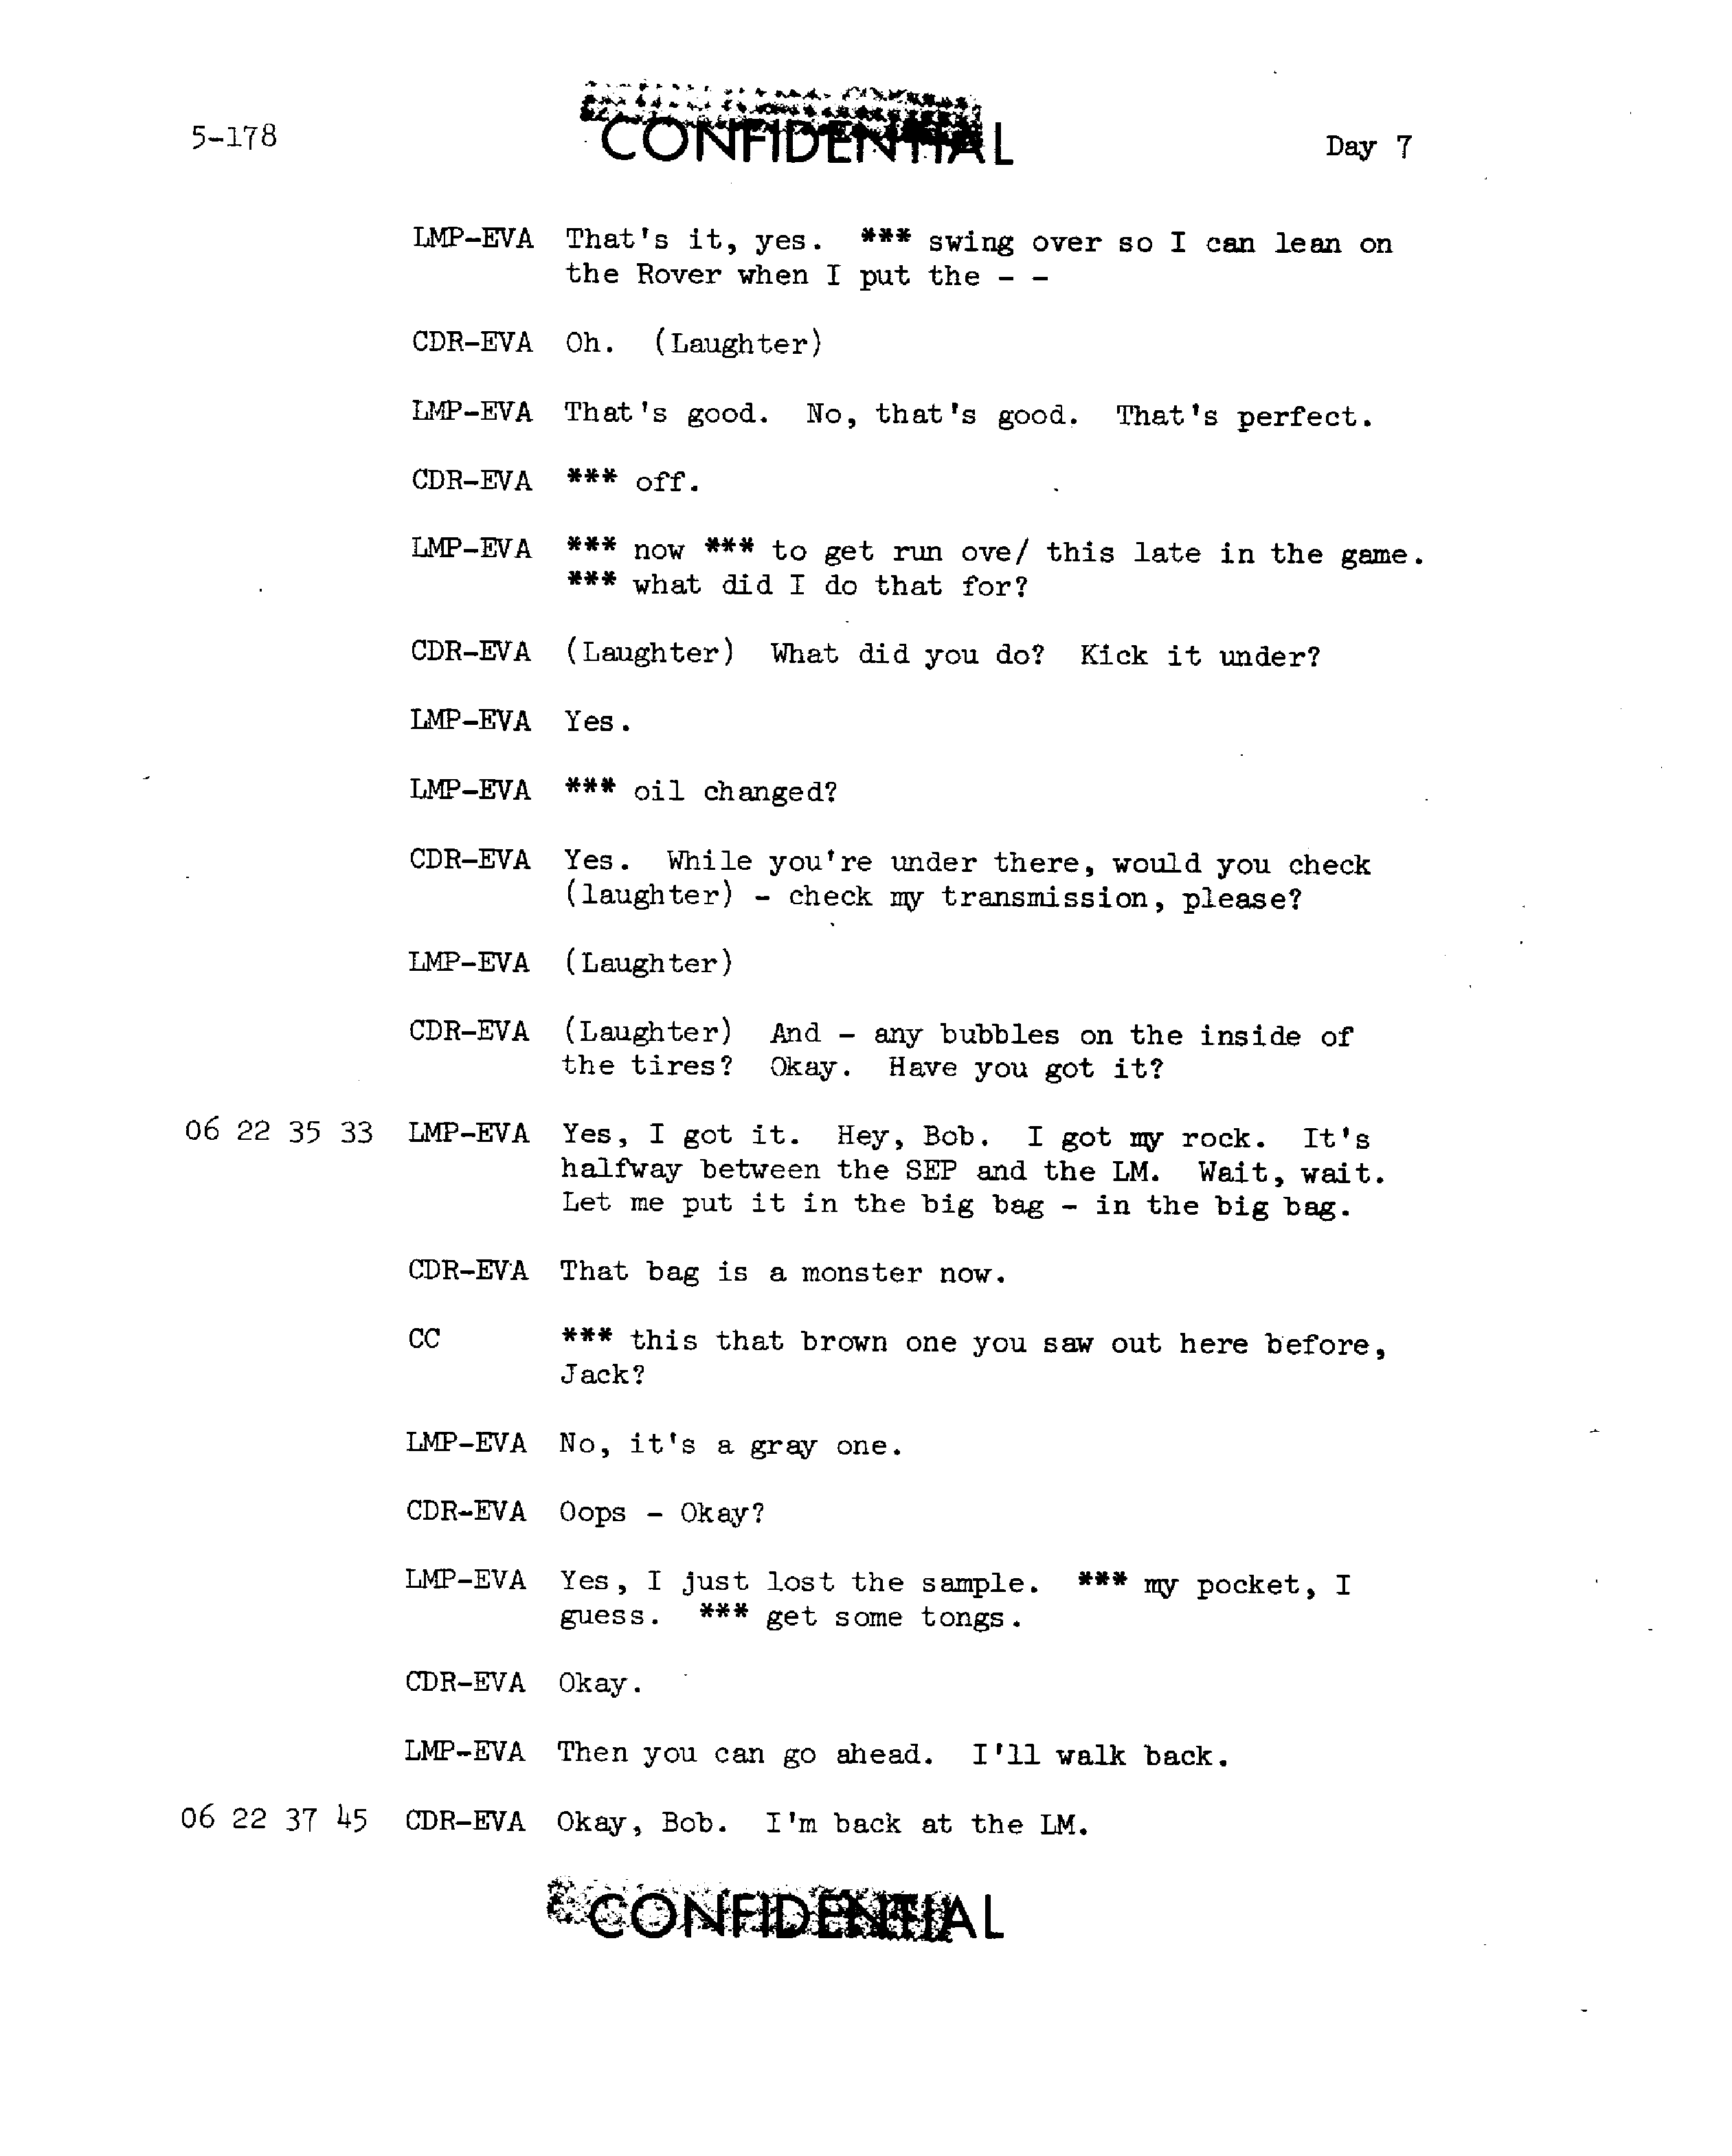 5-178
CONFIDENTIAL
Day 7
LMP-EVA That's it, yes. *** swing over so I can lean on
the Rover when I put the - -
CDR-EVA Oh. (Laughter)
LMP-EVA That's good. No, that's good. That's perfect.
CDR-EVA *** off.
LMP-EVA *** now *** to get run ove/ this late in the game.
*** what did I do that for?
CDR-EVA (Laughter) What did you do? Kick it under?
LMP-EVA Yes.
LMP-EVA *** oil changed?
CDR-EVA Yes. While you're under there, would you check
(laughter) - check my transmission, please?
LMP-EVA (Laughter)
CDR-EVA (Laughter) And - any bubbles on the inside of
the tires? Okay. Have you got it?
06 22 35 33 LMP-EVA Yes, I got it. Hey, Bob. I got my rock. It's
halfway between the SEP and the LM. Wait, wait.
Let me put it in the big bag - in the big bag.
CDR-EVA That bag is a monster now.
CC *** this that brown one you saw out here before,
Jack?
LMP-EVA No, it's a gray one.
CDR-EVA Oops - Okay?
LMP-EVA Yes, I just lost the sample. *** my pocket, I
guess. *** get some tongs.
CDR-EVA Okay.
LMP-EVA Then you can go ahead. I'll walk back.
06 22 37 45 CDR-EVA Okay, Bob. I'm back at the LM.
CONFIDENTIAL